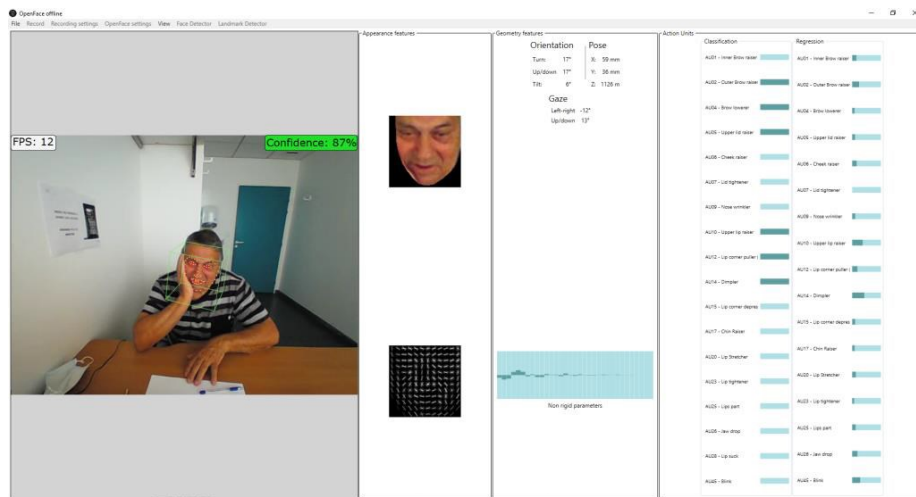 OpenFace offline
File Record Recording settings OpenFace settings View Face Detector Landmark Detector
FPS: 12
Confidence: 87%
Appearance features
Geometry features
Orientation
Turn: 17°
Up/down 17°
Tilt: 6°
Pose
X: 59 mm
Y: 36 mm
Z: 1126 m
Gaze
Left-right -12°
Up/down 13°
Non rigid parameters
Action Units
Classification
AU01 - Inner Brow raiser
AU02 - Outer Brow raiser
AU04 - Brow lowerer
AU05 - Upper lid raiser
AU06 - Cheek raiser
AU07 - Lid tightener
AU09 - Nose wrinkler
AU10 - Upper lip raiser
AU12 - Lip corner puller (
AU14 - Dimpler
AU15 - Lip corner depres
AU17 - Chin Raiser
AU20 - Lip Stretcher
AU23 - Lip tightener
AU25 - Lips part
AU26 - Jaw drop
AU28 - Lip suck
AU45 - Blink
Regression
AU01 - Inner Brow raiser
AU02 - Outer Brow raiser
AU04 - Brow lowerer
AU05 - Upper lid raiser
AU06 - Cheek raiser
AU07 - Lid tightener
AU09 - Nose wrinkler
AU10 - Upper lip raiser
AU12 - Lip corner puller (
AU14 - Dimpler
AU15 - Lip corner depres
AU17 - Chin Raiser
AU20 - Lip Stretcher
AU23 - Lip tightener
AU25 - Lips part
AU26 - Jaw drop
AU45 - Blink